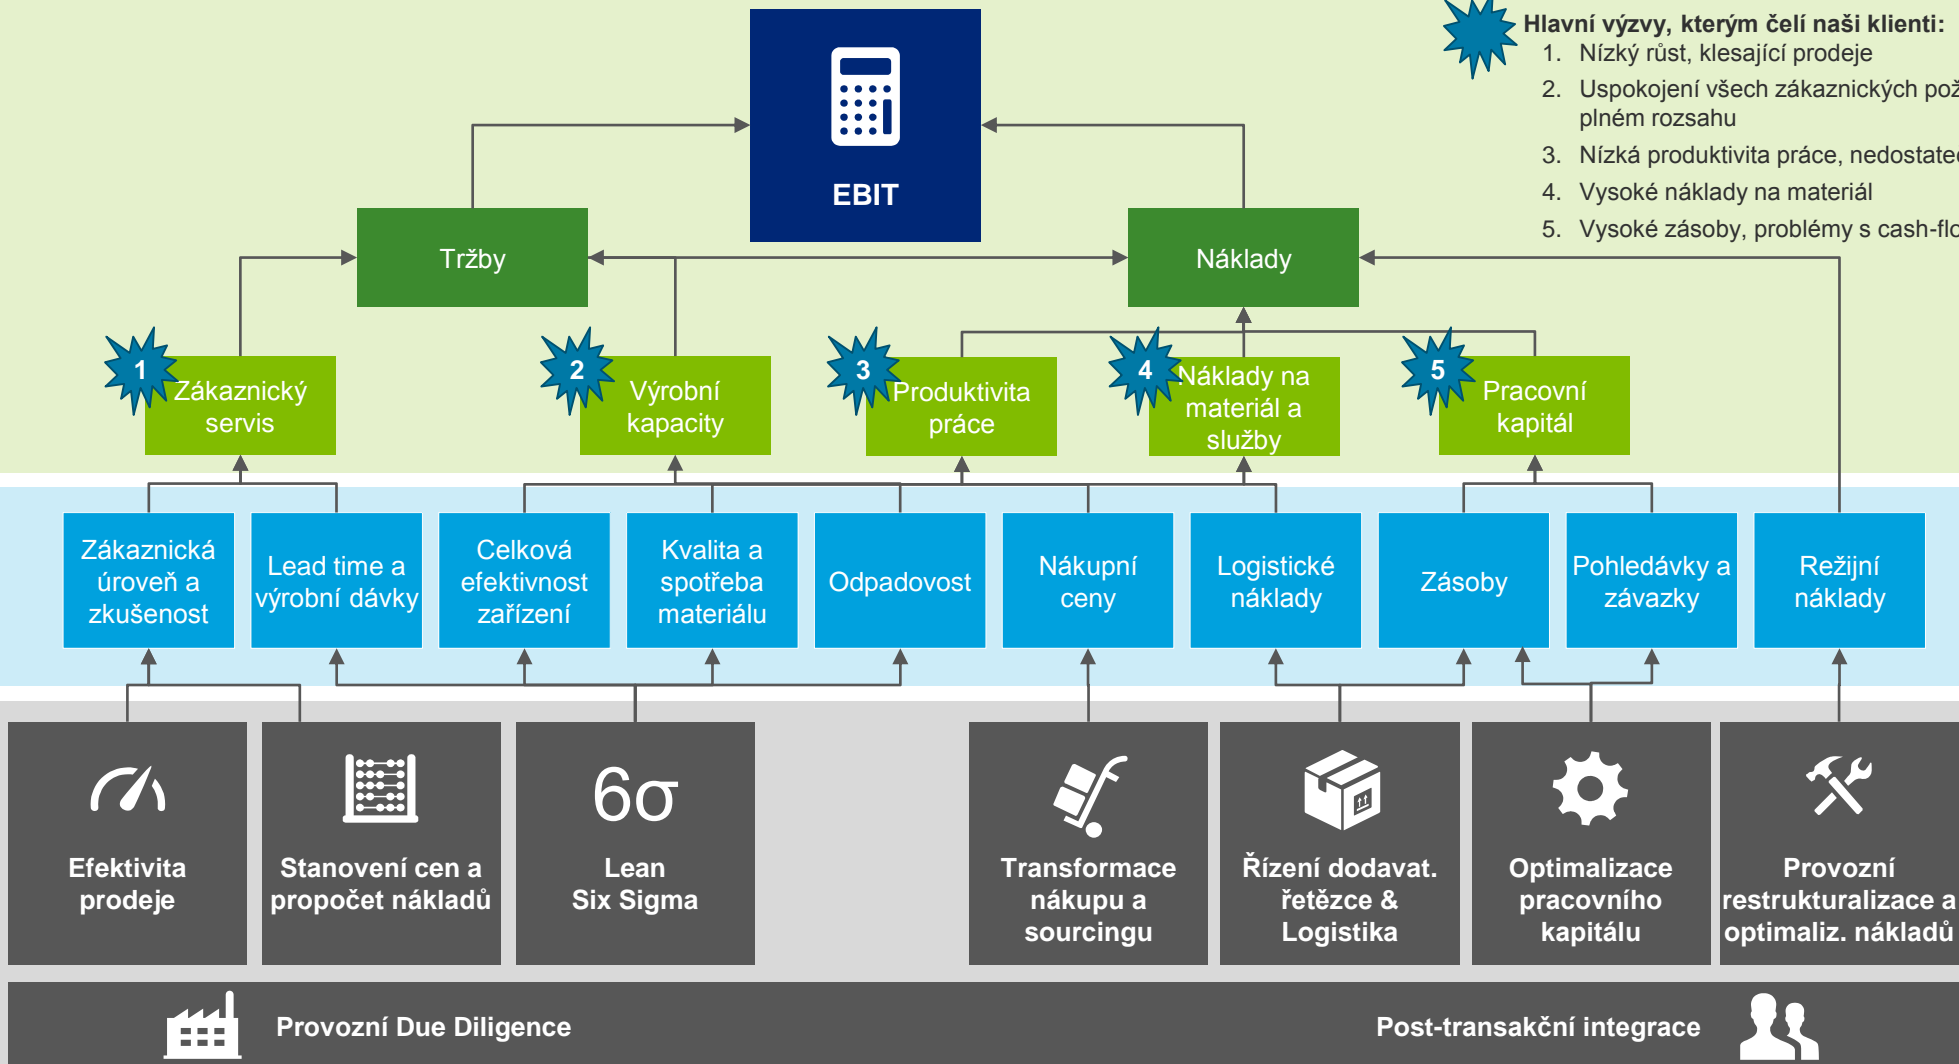 Hlavní výzvy, kterým čelí naši klienti:
1. Nízký růst, klesající prodeje
2. Uspokojení všech zákaznických
plném rozsahu
3. Nízká produktivita práce,
4. Vysoké náklady na materiál
5. Vysoké zásoby, problémy s
EBIT
Tržby
Náklady
1
Zákaznický
servis
2
Výrobní
kapacity
3
Produktivita
práce
4
Náklady na
materiál a
služby
5
Pracovní
kapitál
Zákaznická
úroveň a
zkušenost
Lead time a
výrobní dávky
Celková
efektivnost
zařízení
Kvalita a
spotřeba
materiálu
Odpadovost
Nákupní
ceny
Logistické
náklady
Zásoby
Pohledávky a
závazky
Režijní
náklady
Efektivita
prodeje
Stanovení cen a
propočet nákladů
6σ
Lean
Six Sigma
Transformace
nákupu a
sourcingu
Řízení dodavat.
řetězce &
Logistika
Optimalizace
pracovního
kapitálu
Provozní
restrukturalizace a
optimaliz. nákladů
Provozní Due Diligence
Post-transakční integrace